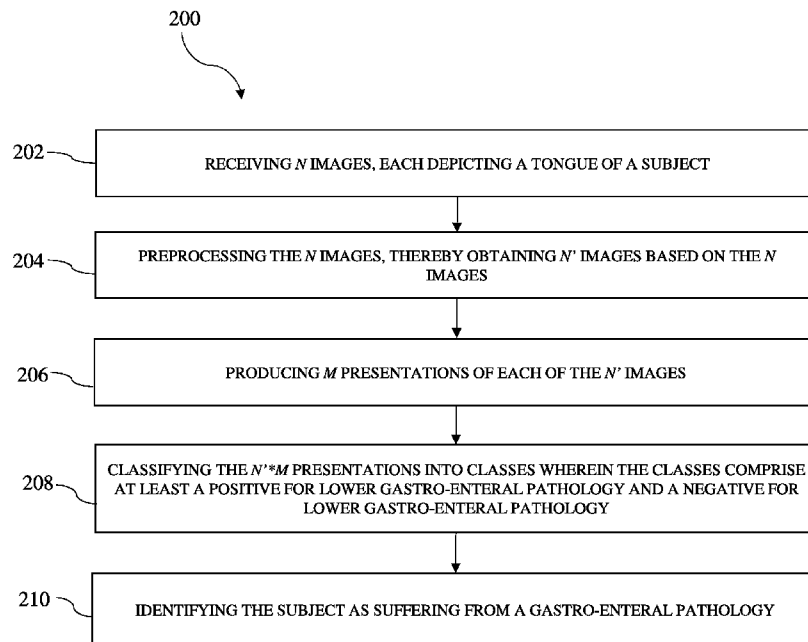 200
202
RECEIVING N IMAGES, EACH DEPICTING A TONGUE OF A SUBJECT
204
PREPROCESSING THE N IMAGES, THEREBY OBTAINING N' IMAGES BASED ON THE N
IMAGES
206
PRODUCING M PRESENTATIONS OF EACH OF THE N' IMAGES
208
CLASSIFYING THE N'*M PRESENTATIONS INTO CLASSES WHEREIN THE CLASSES COMPRISE
AT LEAST A POSITIVE FOR LOWER GASTRO-ENTERAL PATHOLOGY AND A NEGATIVE FOR
LOWER GASTRO-ENTERAL PATHOLOGY
210
IDENTIFYING THE SUBJECT AS SUFFERING FROM A GASTRO-ENTERAL PATHOLOGY